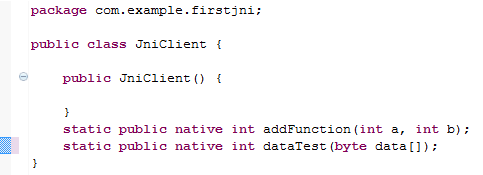 package com.example.firstjni;
public class JniClient {
public JniClient() {
}
static public native int addFunction(int a, int b);
static public native int dataTest(byte data[]);
}